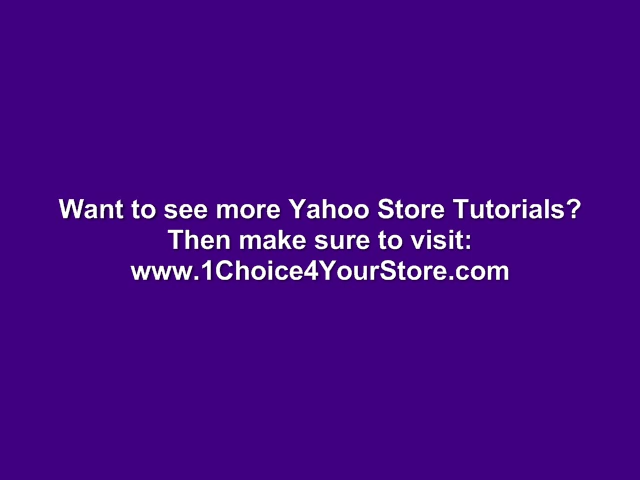 Want to see more Yahoo Store Tutorials?
Then make sure to visit:
www.1Choice4YourStore.com